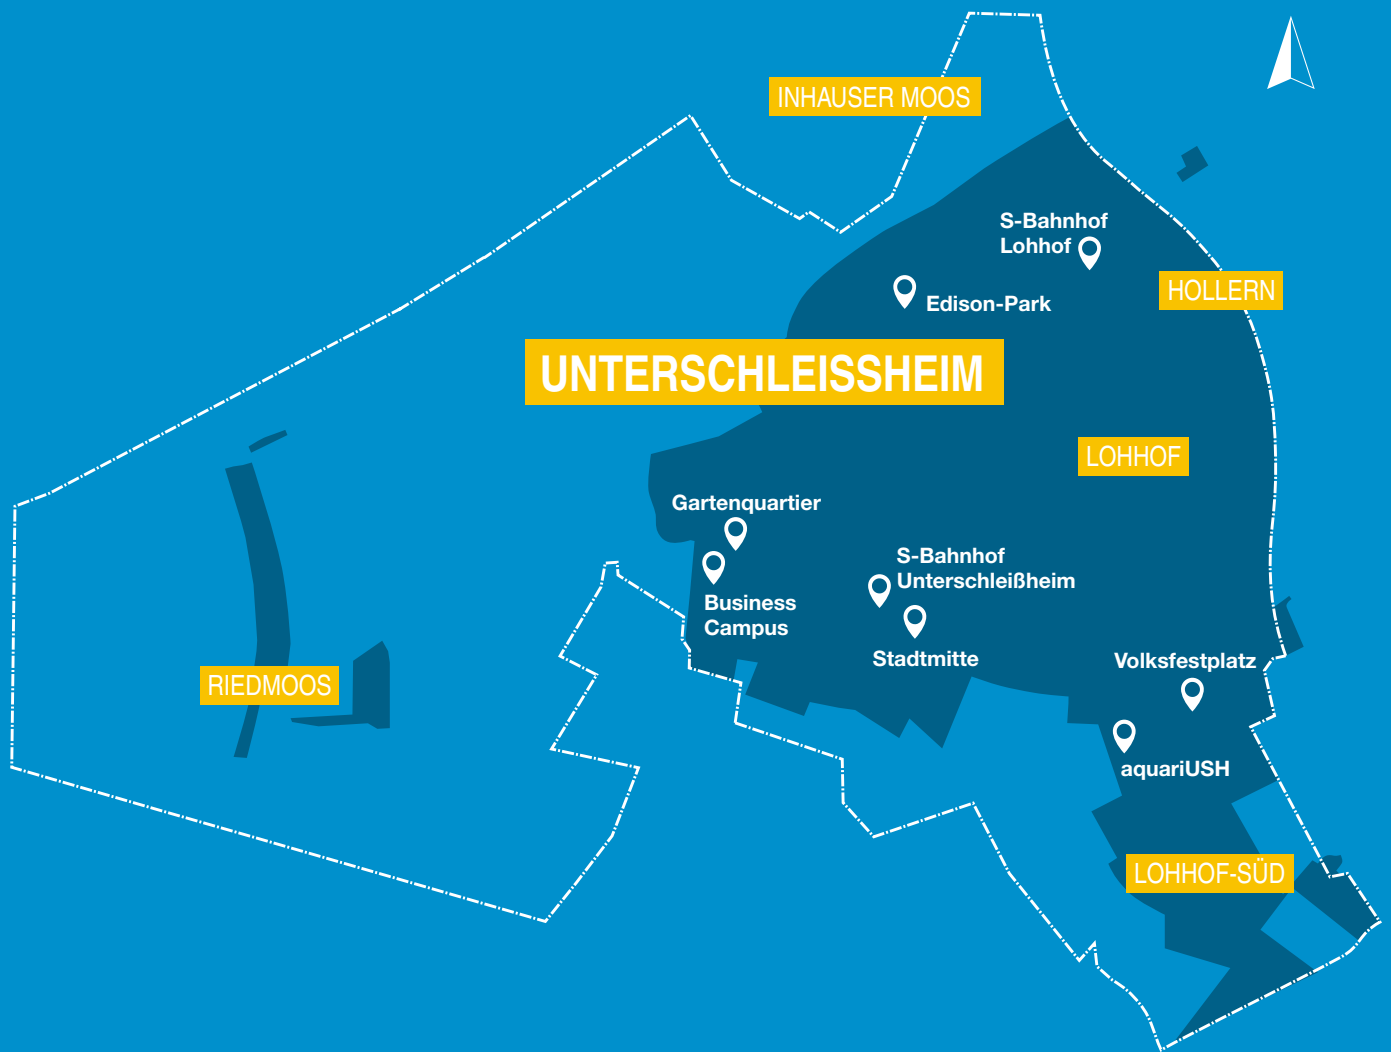 INHAUSER MOOS
S-Bahnhof
Lohhof
HOLLERN
Edison-Park
UNTERSCHLEISSHEIM
LOHHOF
Gartenquartier
S-Bahnhof
Unterschleißheim
Business
Campus
Stadtmitte
Volksfestplatz
RIEDMOOS
aquariUSH
LOHHOF-SÜD